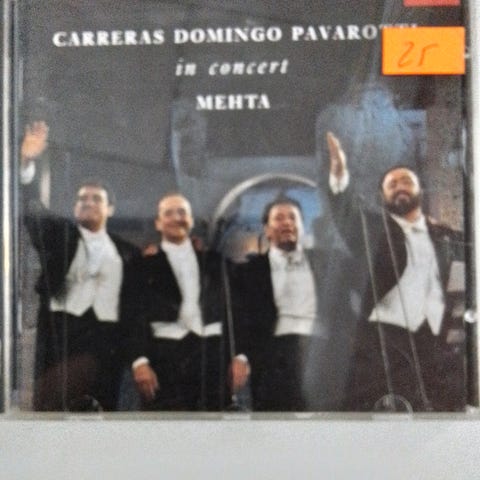 CARRERAS DOMINGO PAVAROTTI
25
in concert
MEHTA